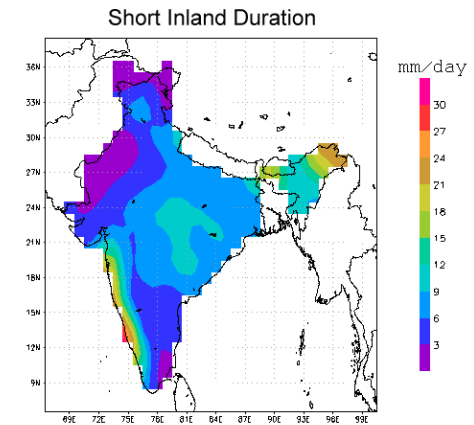 Short Inland Duration
mm/day
36N
33N
30N
27N
24N
21N
18N
15N
12N
9N
69E 72E 75E 78E 81E 84E 87E 90E 93E 96E 99E
30
27
24
21
18
15
12
9
6
3